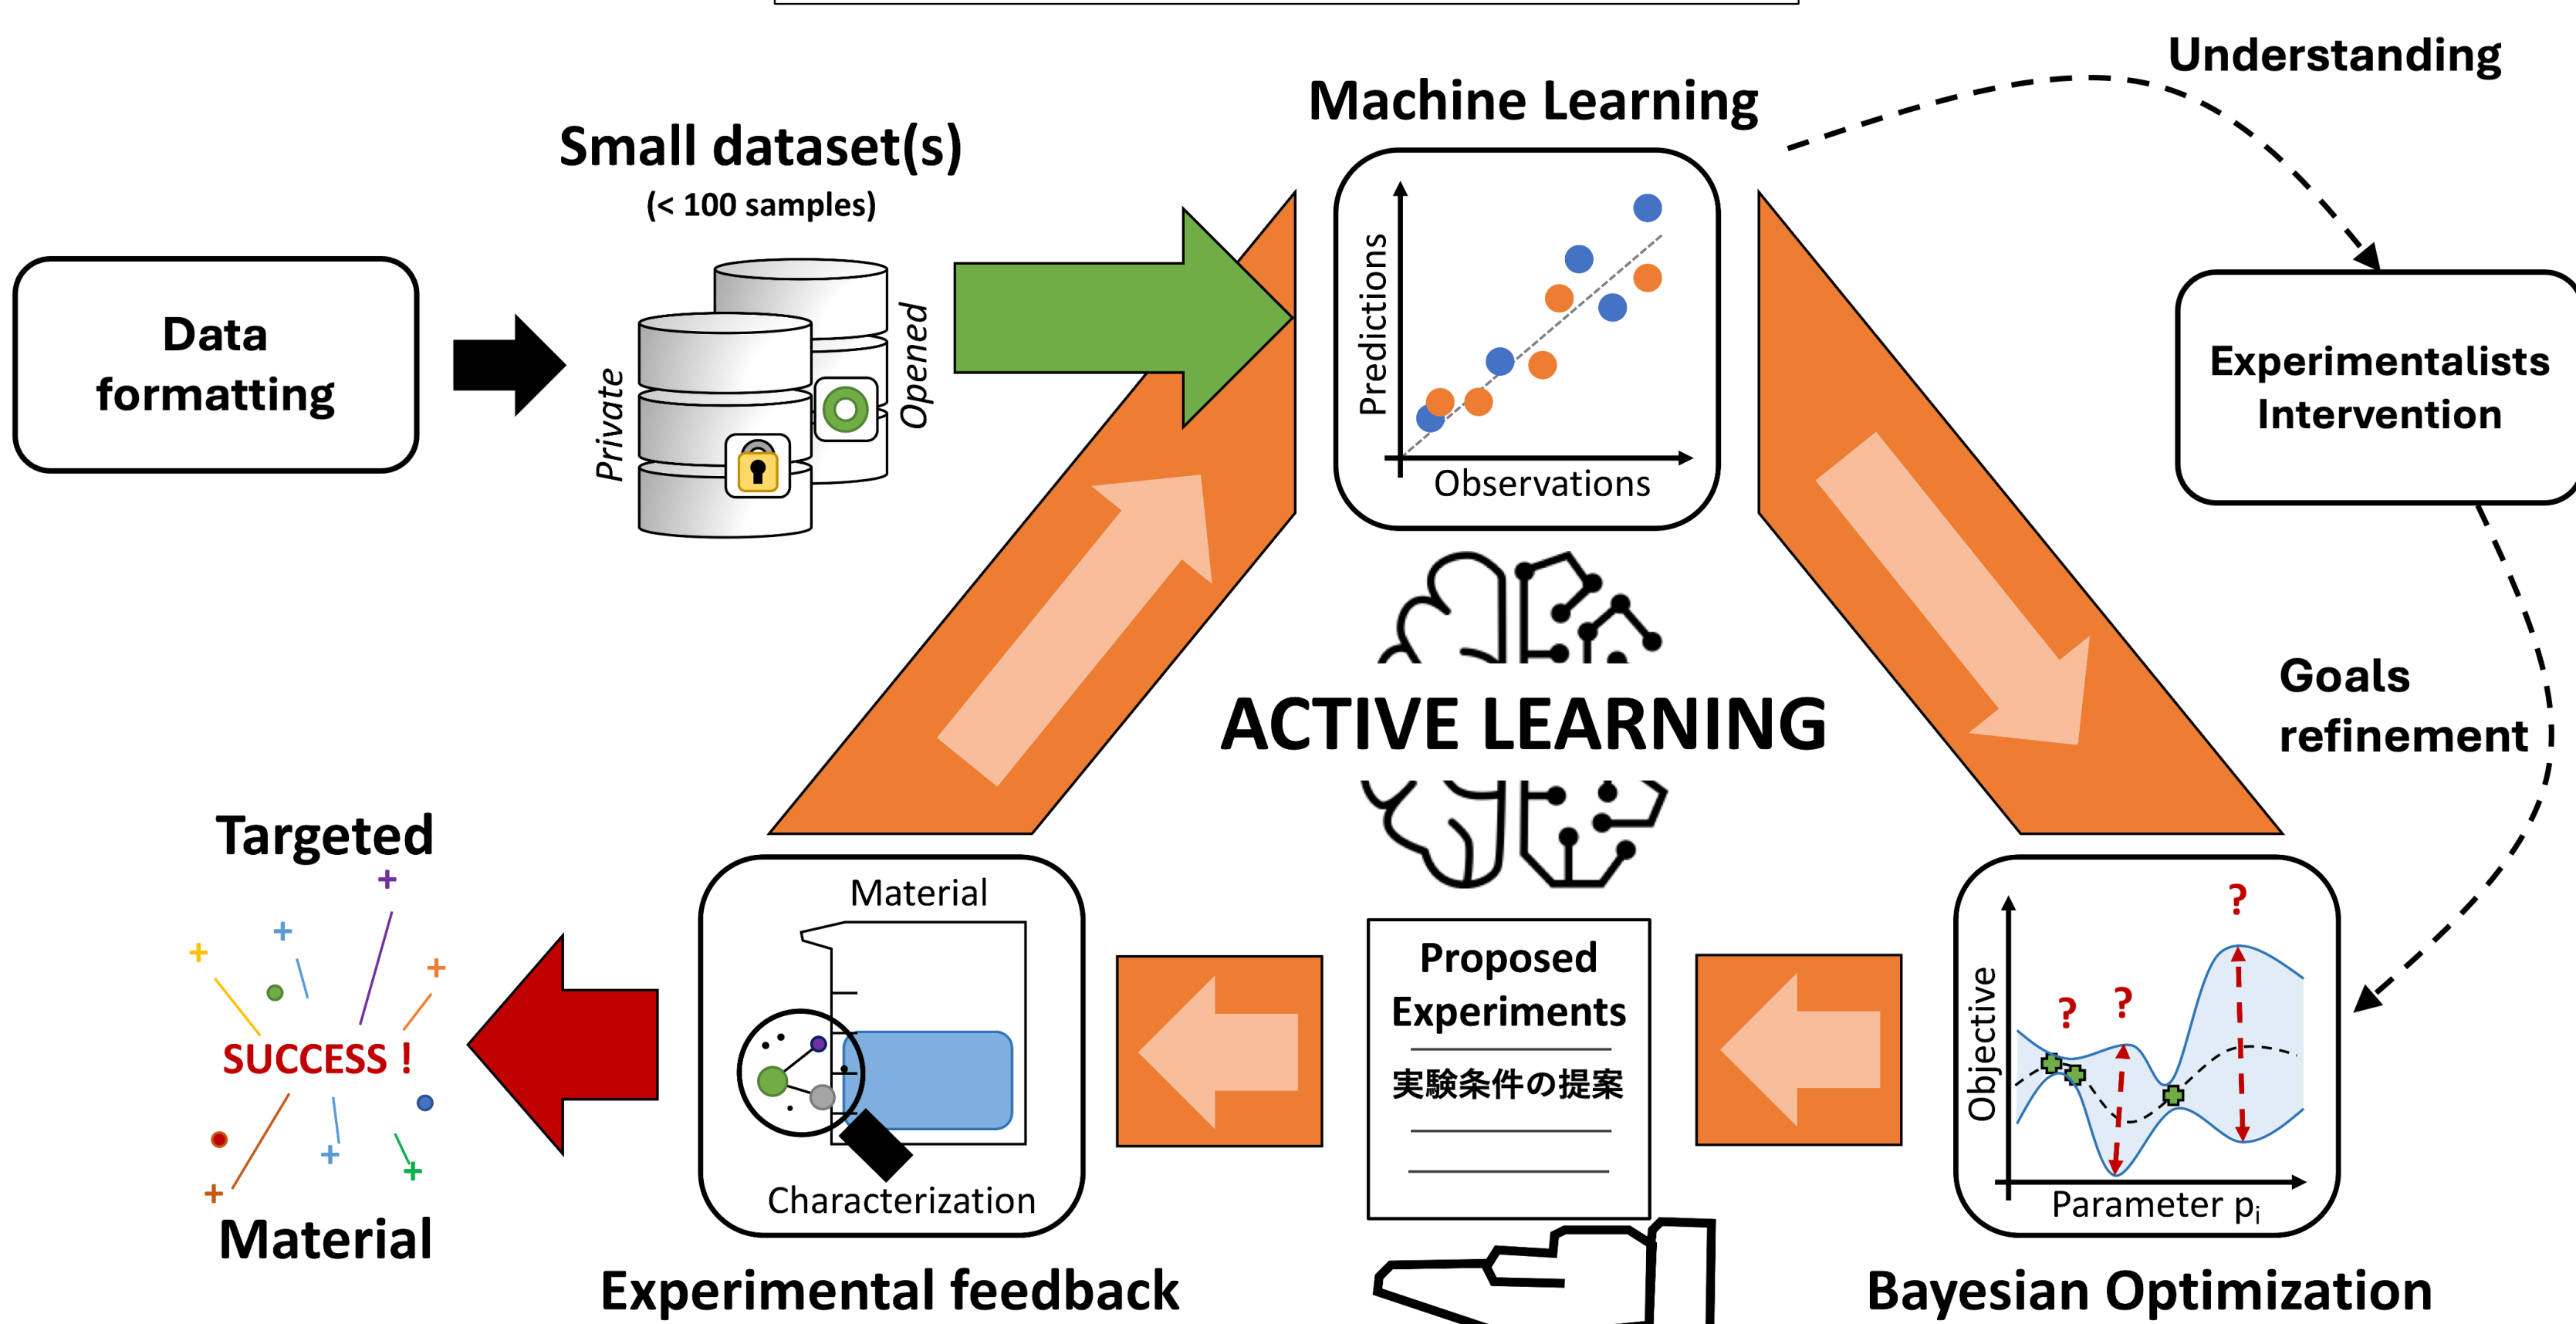 Understanding
Machine Learning
Small dataset(s)
(< 100 samples)
Data
formatting
Private
Opened
Predictions
Observations
Experimentalists
Intervention
Goals
refinement
ACTIVE LEARNING
Targeted
SUCCESS !
Material
Material
Characterization
Experimental feedback
Proposed
Experiments
実験条件の提案
Objective
? ? ?
Parameter pi
Bayesian Optimization